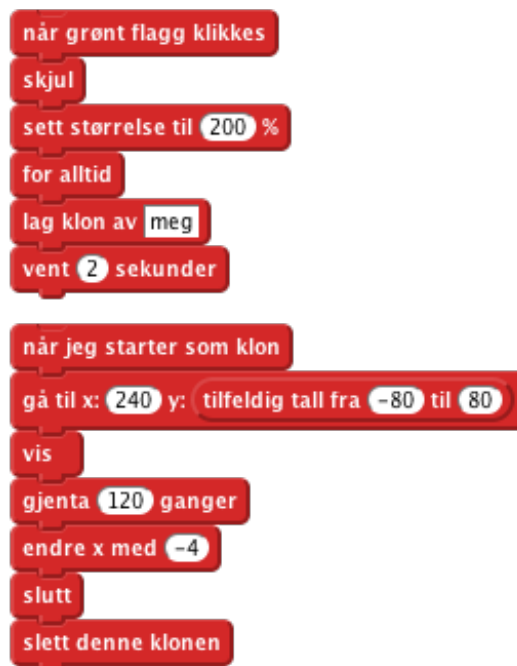 når grønt flagg klikkes
skjul
sett størrelse til 200 %
for alltid
lag klon av meg
vent 2 sekunder
når jeg starter som klon
gå til x: 240 y: tilfeldig tall fra -80 til 80
vis
gjenta 120 ganger
endre x med -4
slutt
slett denne klonen